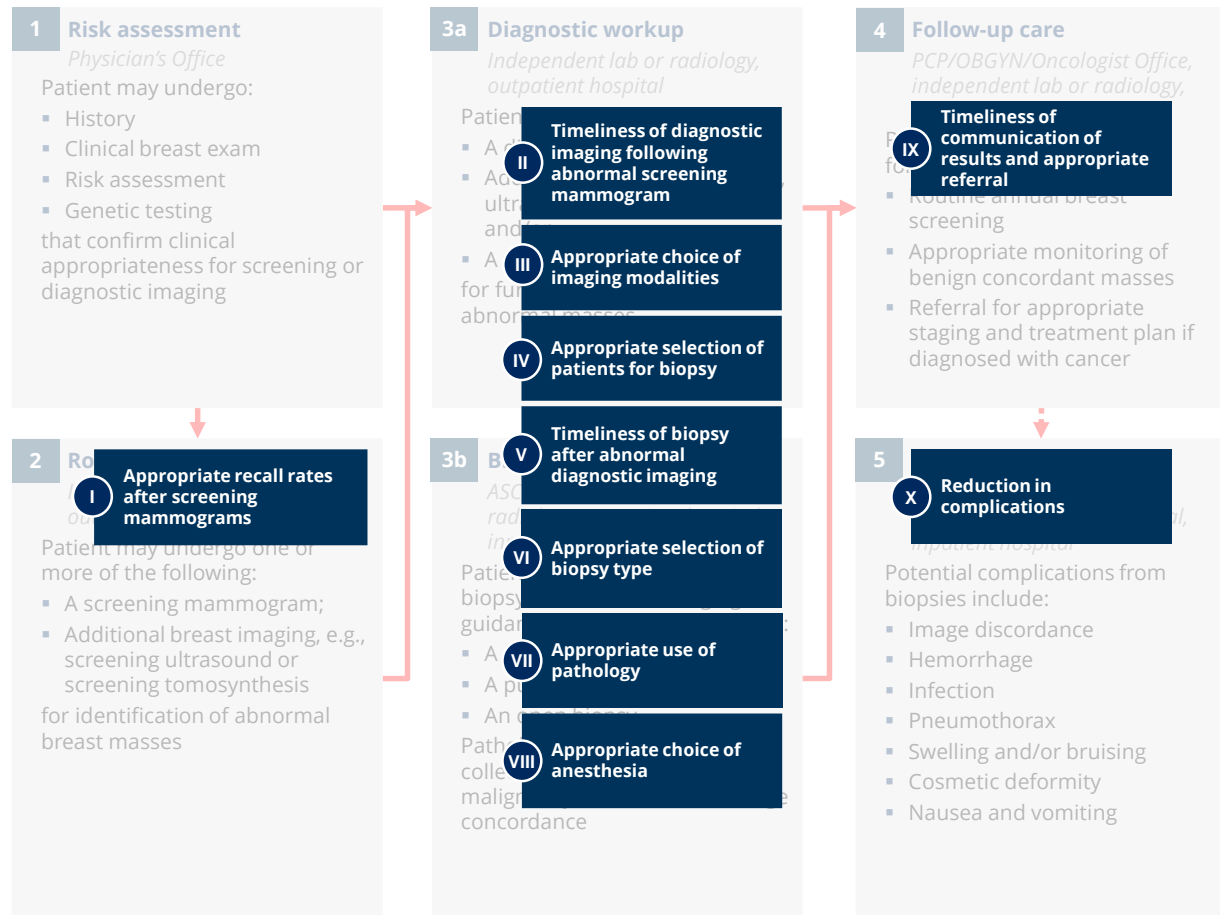 1 Risk assessment
Physician's Office
Patient may undergo:
▪ History
▪ Clinical breast exam
▪ Risk assessment
▪ Genetic testing
that confirm clinical
appropriateness for screening or
diagnostic imaging
2
I Appropriate recall rates
after screening
mammograms
Patient may undergo one or
more of the following:
▪ A screening mammogram;
▪ Additional breast imaging, e.g.,
screening ultrasound or
screening tomosynthesis
for identification of abnormal
breast masses
3a Diagnostic workup
Independent lab or radiology,
outpatient hospital
II Timeliness of diagnostic
imaging following
abnormal screening
mammogram
III Appropriate choice of
imaging modalities
abnormal masses
IV Appropriate selection of
patients for biopsy
3b
V Timeliness of biopsy
after abnormal
diagnostic imaging
VI Appropriate selection of
biopsy type
VII Appropriate use of
pathology
VIII Appropriate choice of
anesthesia
concordance
4 Follow-up care
PCP/OBGYN/Oncologist Office,
independent lab or radiology,
IX Timeliness of
communication of
results and appropriate
referral
▪ Routine annual breast
screening
▪ Appropriate monitoring of
benign concordant masses
▪ Referral for appropriate
staging and treatment plan if
diagnosed with cancer
5
X Reduction in
complications
inpatient hospital
Potential complications from
biopsies include:
▪ Image discordance
▪ Hemorrhage
▪ Infection
▪ Pneumothorax
▪ Swelling and/or bruising
▪ Cosmetic deformity
▪ Nausea and vomiting